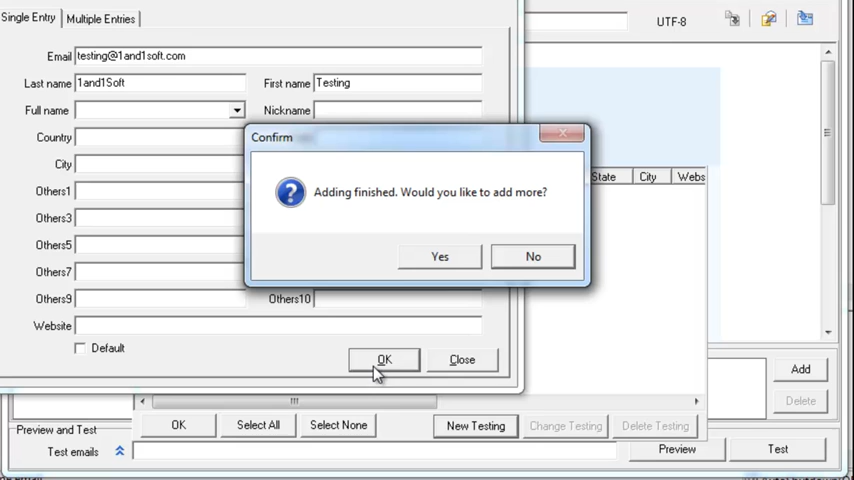 Single Entry Multiple Entries
UTF-8
Email testing@1and1soft.com
Last name 1and1Soft First name Testing
Full name Nickname
Country
Confirm
City
Adding finished. Would you like to add more?
State City Webs
Others1
Others3
Others5
Yes No
Others7
Others9 Others10
Website
Default
OK Close
Add
Delete
OK Select All Select None New Testing Change Testing Delete Testing
Preview and Test
Test emails Preview Test